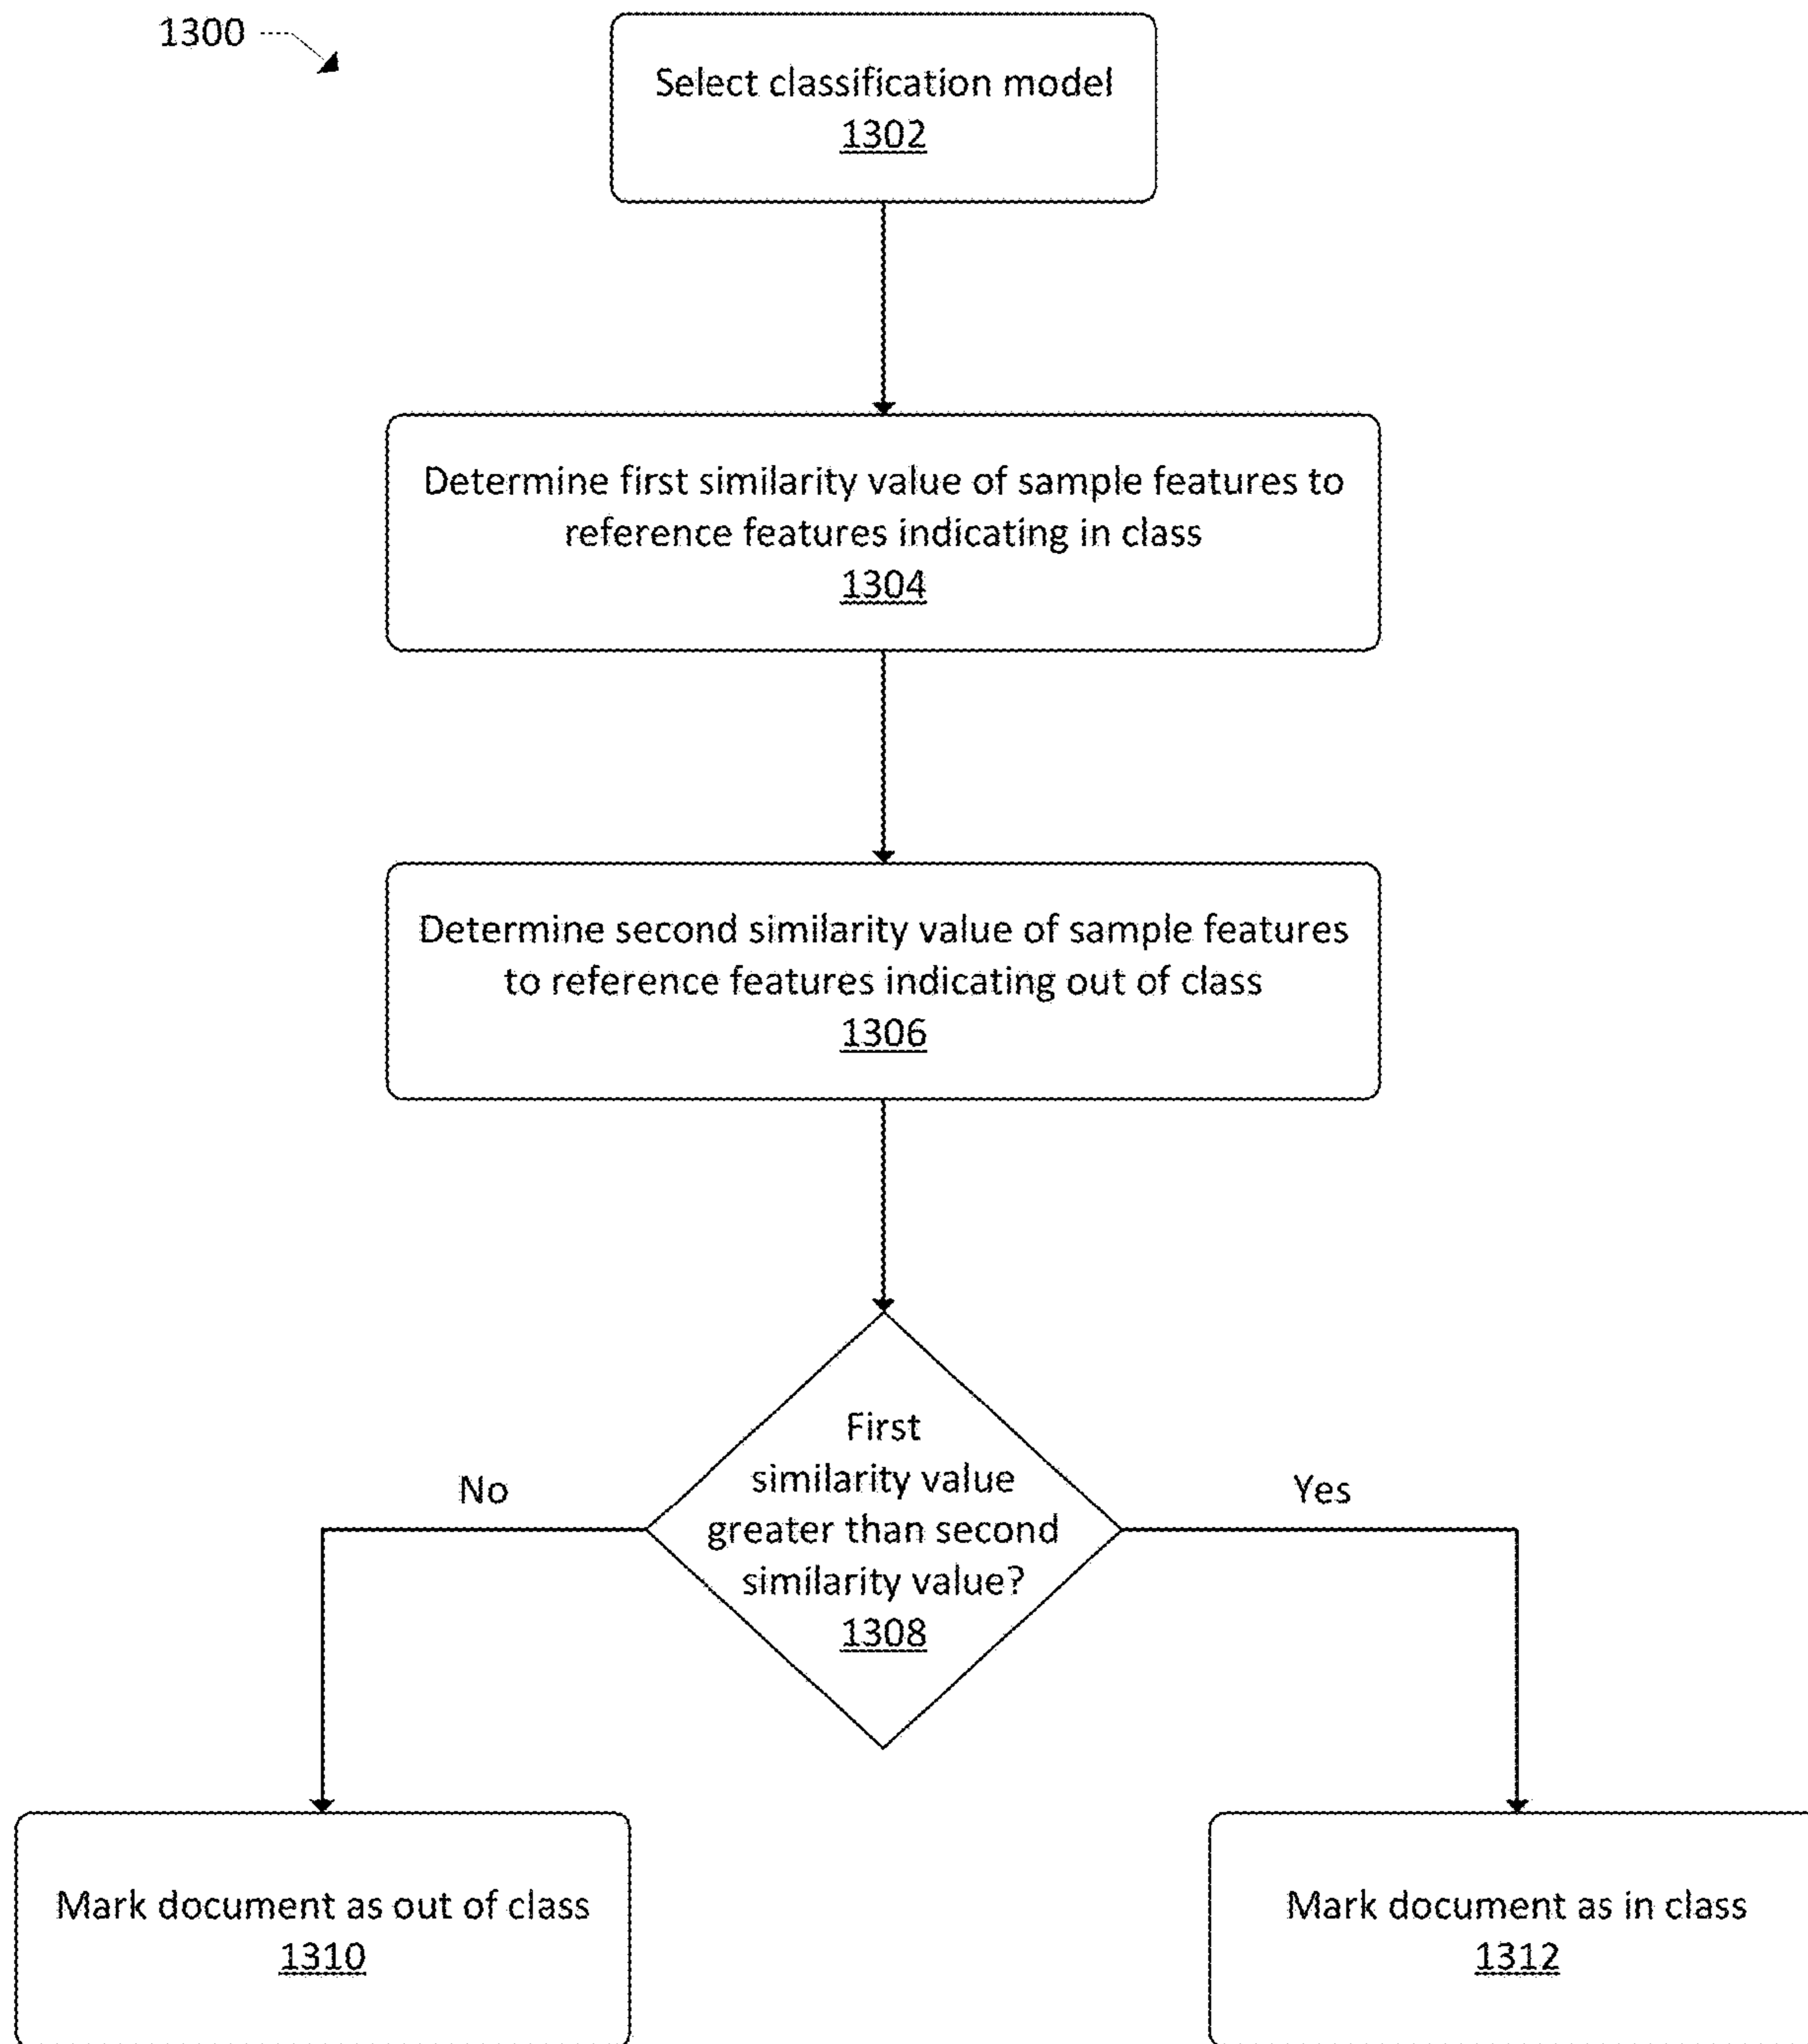 1300
Select classification model
1302
Determine first similarity value of sample features to
reference features indicating in class
1304
Determine second similarity value of sample features
to reference features indicating out of class
1306
First
similarity value
greater than second
similarity value?
1308
No
Yes
Mark document as out of class
1310
Mark document as in class
1312